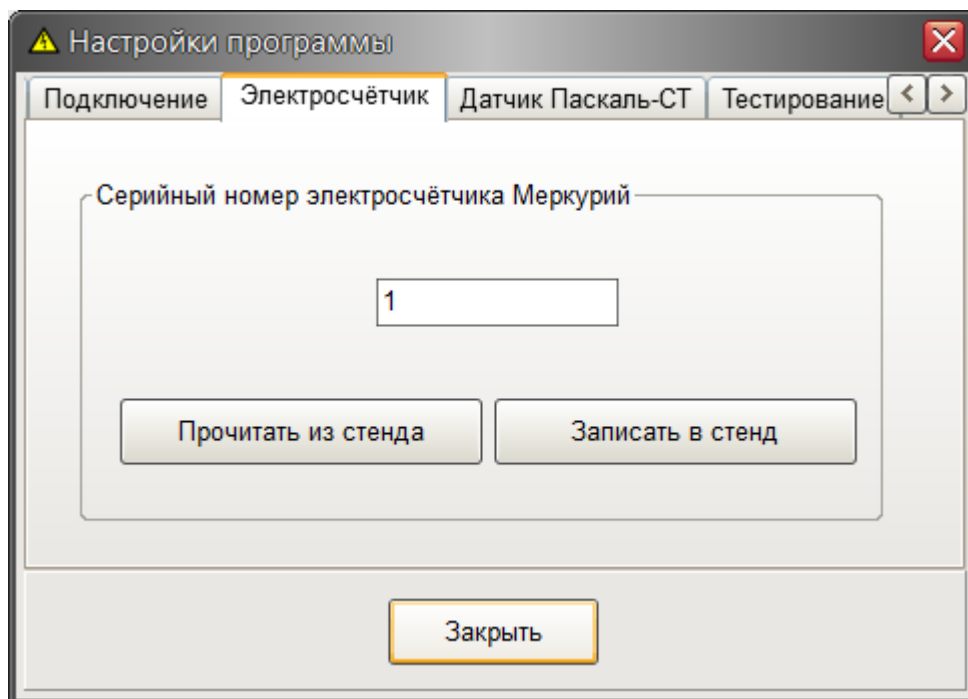 Настройки программы
Подключение Электросчётчик Датчик Паскаль-СТ Тестирование
Серийный номер электросчётчика Меркурий
1
Прочитать из стенда Записать в стенд
Закрыть